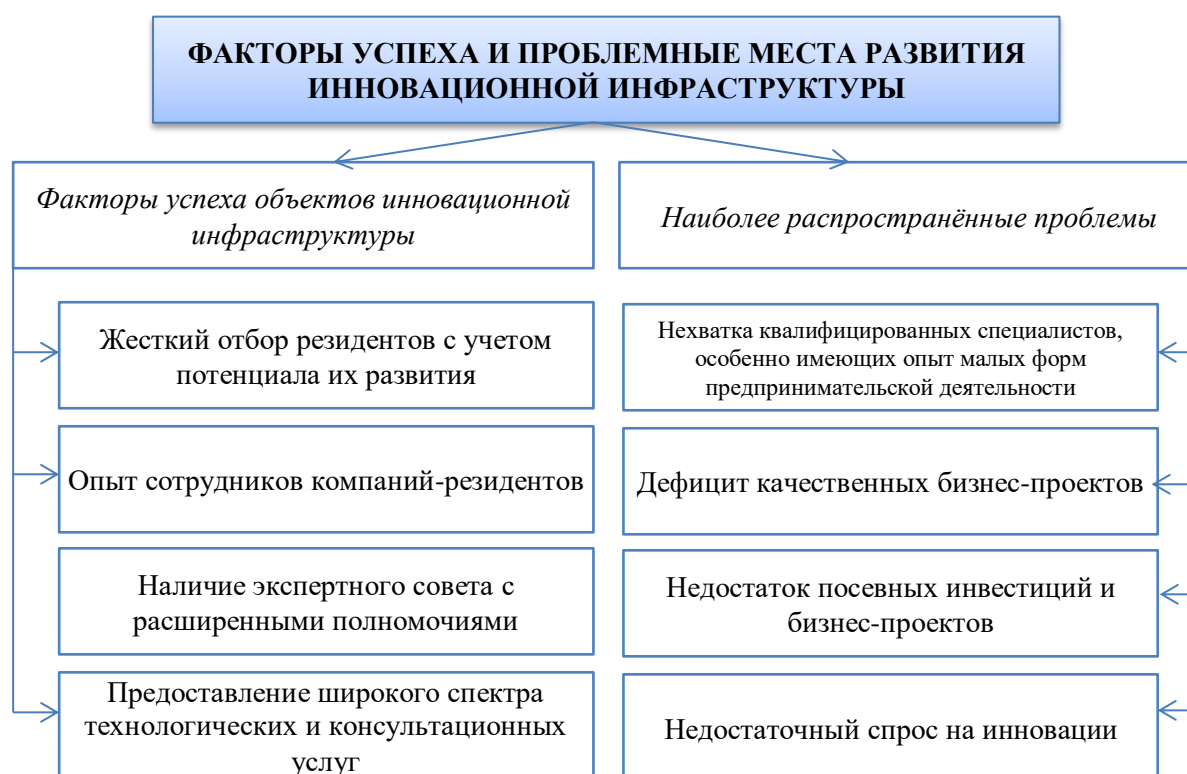 ФАКТОРЫ УСПЕХА И ПРОБЛЕМНЫЕ МЕСТА РАЗВИТИЯ
ИННОВАЦИОННОЙ ИНФРАСТРУКТУРЫ
Факторы успеха объектов инновационной
инфраструктуры
Жесткий отбор резидентов с учетом
потенциала их развития
Опыт сотрудников компаний-резидентов
Наличие экспертного совета с
расширенными полномочиями
Предоставление широкого спектра
технологических и консультационных
услуг
Наиболее распространённые проблемы
Нехватка квалифицированных специалистов,
особенно имеющих опыт малых форм
предпринимательской деятельности
Дефицит качественных бизнес-проектов
Недостаток посевных инвестиций и
бизнес-проектов
Недостаточный спрос на инновации